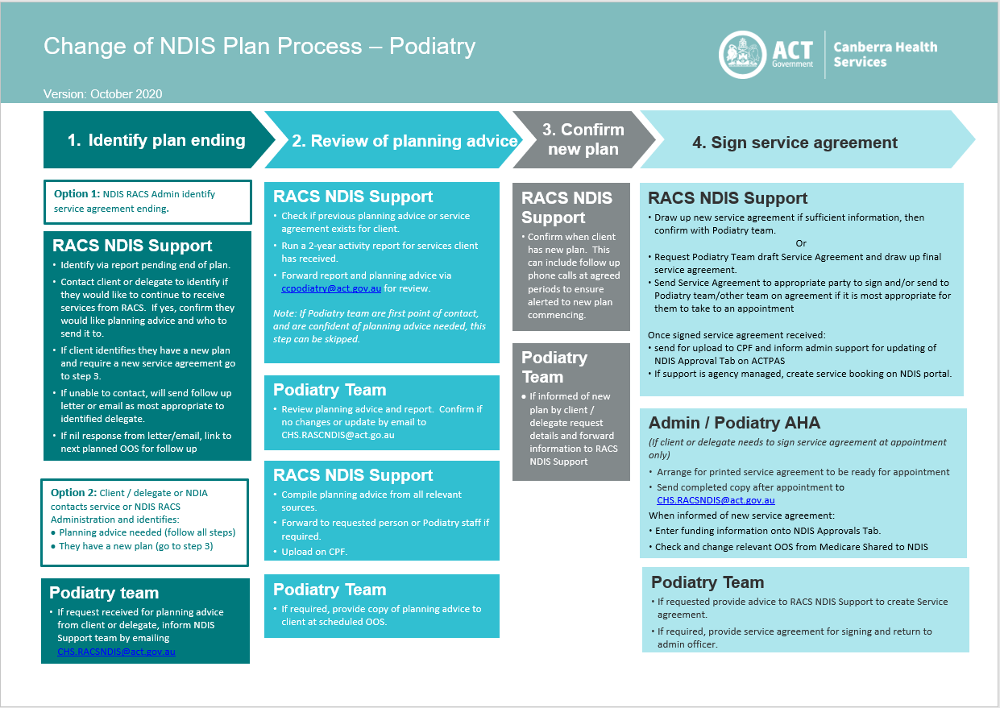 Change of NDIS Plan Process – Podiatry
ACT
Government
Canberra Health
Services
Version: October 2020
1. Identify plan ending
2. Review of planning advice
3. Confirm
new plan
4. Sign service agreement
Option 1: NDIS RACS Admin identify
service agreement ending.
RACS NDIS Support
• Identify via report pending end of plan.
• Contact client or delegate to identify if
they would like to continue to receive
services from RACS. If yes, confirm they
would like planning advice and who to
send it to.
• If client identifies they have a new plan
and require a new service agreement go
to step 3.
• If unable to contact, will send follow up
letter or email as most appropriate to
identified delegate.
• If nil response from letter/email, link to
next planned OOS for follow up
Option 2: Client / delegate or NDIA
contacts service or NDIS RACS
Administration and identifies:
● Planning advice needed (follow all steps)
● They have a new plan (go to step 3)
Podiatry team
• If request received for planning advice
from client or delegate, inform NDIS
Support team by emailing
CHS.RACSNDIS@act.gov.au
RACS NDIS Support
• Check if previous planning advice or service
agreement exists for client.
• Run a 2-year activity report for services client
has received.
• Forward report and planning advice via
ccpodiatry@act.gov.au for review.
Note: If Podiatry team are first point of contact,
and are confident of planning advice needed, this
step can be skipped.
Podiatry Team
• Review planning advice and report. Confirm if
no changes or update by email to
CHS.RASCNDIS@act.go.au
RACS NDIS Support
• Compile planning advice from all relevant
sources.
• Forward to requested person or Podiatry staff if
required.
• Upload on CPF.
Podiatry Team
• If required, provide copy of planning advice to
client at scheduled OOS.
RACS NDIS
Support
• Confirm when client
has new plan. This
can include follow up
phone calls at agreed
periods to ensure
alerted to new plan
commencing.
Podiatry
Team
● If informed of new
plan by client /
delegate request
details and forward
information to RACS
NDIS Support
RACS NDIS Support
• Draw up new service agreement if sufficient information, then
confirm with Podiatry team.
Or
• Request Podiatry Team draft Service Agreement and draw up final
service agreement.
• Send Service Agreement to appropriate party to sign and/or send to
Podiatry team/other team on agreement if it is most appropriate for
them to take to an appointment
Once signed service agreement received:
• send for upload to CPF and inform admin support for updating of
NDIS Approval Tab on ACTPAS
• If support is agency managed, create service booking on NDIS portal.
Admin / Podiatry AHA
(If client or delegate needs to sign service agreement at appointment
only)
• Arrange for printed service agreement to be ready for appointment
• Send completed copy after appointment to
CHS.RACSNDIS@act.gov.au
When informed of new service agreement:
• Enter funding information onto NDIS Approvals Tab.
• Check and change relevant OOS from Medicare Shared to NDIS
Podiatry Team
• If requested provide advice to RACS NDIS Support to create Service
agreement.
• If required, provide service agreement for signing and return to
admin officer.